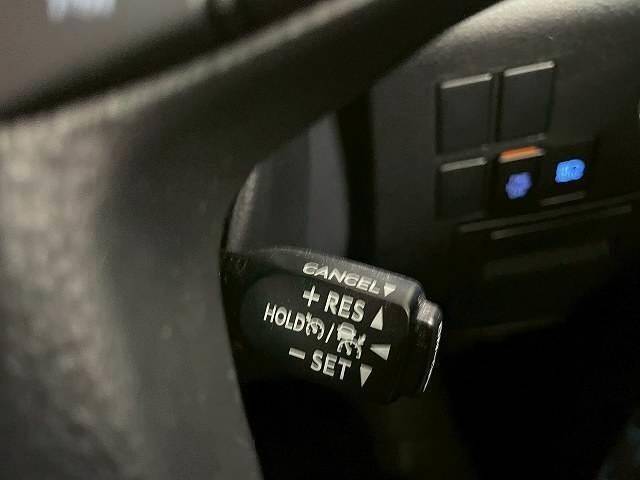 CANCEL
+ RES
HOLD /
− SET